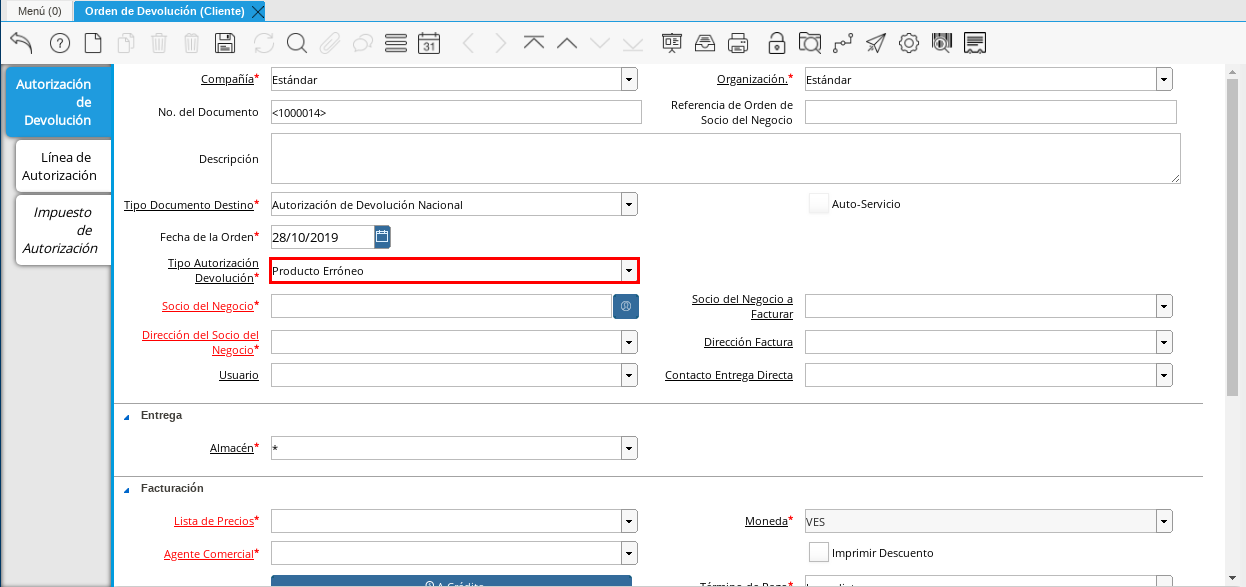 Menú (0)
Orden de Devolución (Cliente)
31
Autorización
de
Devolución
Línea de
Autorización
Impuesto
de
Autorización
Compañía*
Estándar
Organización.*
Estándar
No. del Documento
<1000014>
Referencia de Orden de
Socio del Negocio
Descripción
Tipo Documento Destino*
Autorización de Devolución Nacional
Auto-Servicio
Fecha de la Orden*
28/10/2019
Tipo Autorización
Devolución*
Producto Erróneo
Socio del Negocio*
Socio del Negocio a
Facturar
Dirección del Socio del
Negocio*
Dirección Factura
Usuario
Contacto Entrega Directa
Entrega
Almacén*
*
Facturación
Lista de Precios*
Moneda*
VES
Agente Comercial*
Imprimir Descuento
A Crédito
Término de Pago*